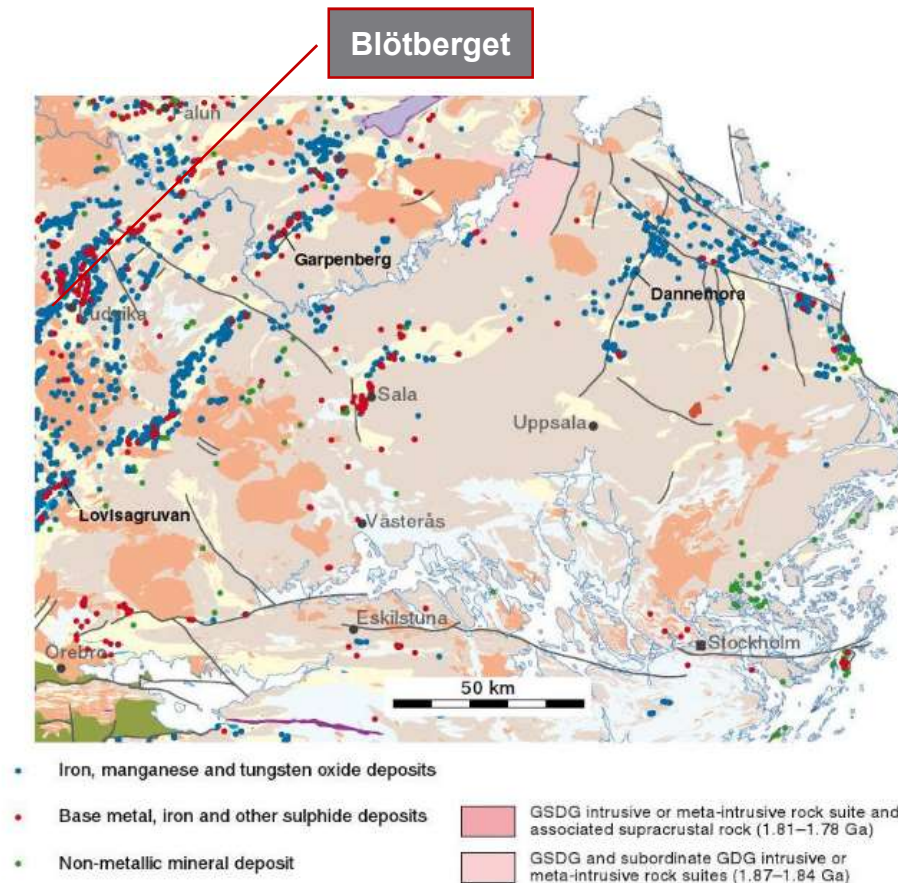 Blötberget
Falun
Garpenberg
Dannemora
Ludvika
Sala
Uppsala
Lovisagruvan
Västerås
Eskilstuna
Örebro
Stockholm
50 km
Iron, manganese and tungsten oxide deposits
Base metal, iron and other sulphide deposits
Non-metallic mineral deposit
GSDG intrusive or meta-intrusive rock suite and
associated supracrustal rock (1.81–1.78 Ga)
GSDG and subordinate GDG intrusive or
meta-intrusive rock suites (1.87–1.84 Ga)